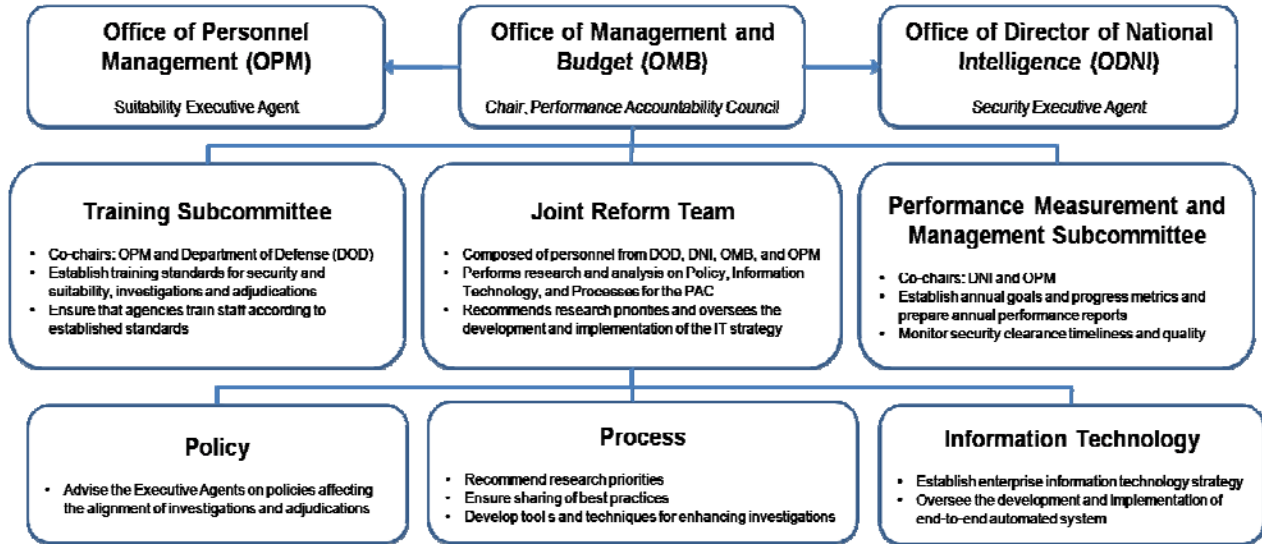 Office of Personnel
Management (OPM)
Suitability Executive Agent
Office of Management and
Budget (OMB)
Chair, Performance Accountability Council
Office of Director of National
Intelligence (ODNI)
Security Executive Agent
Training Subcommittee
• Co-chairs: OPM and Department of Defense (DOD)
• Establish training standards for security and
suitability, investigations and adjudications
• Ensure that agencies train staff according to
established standards
Joint Reform Team
• Composed of personnel from DOD, DNI, OMB, and OPM
• Performs research and analysis on Policy, Information
Technology, and Processes for the PAC
• Recommends research priorities and oversees the
development and implementation of the IT strategy
Performance Measurement and
Management Subcommittee
• Co-chairs: DNI and OPM
• Establish annual goals and progress metrics and
prepare annual performance reports
• Monitor security clearance timeliness and quality
Policy
• Advise the Executive Agents on policies affecting
the alignment of investigations and adjudications
Process
• Recommend research priorities
• Ensure sharing of best practices
• Develop tools and techniques for enhancing investigations
Information Technology
• Establish enterprise information technology strategy
• Oversee the development and Implementation of
end-to-end automated system